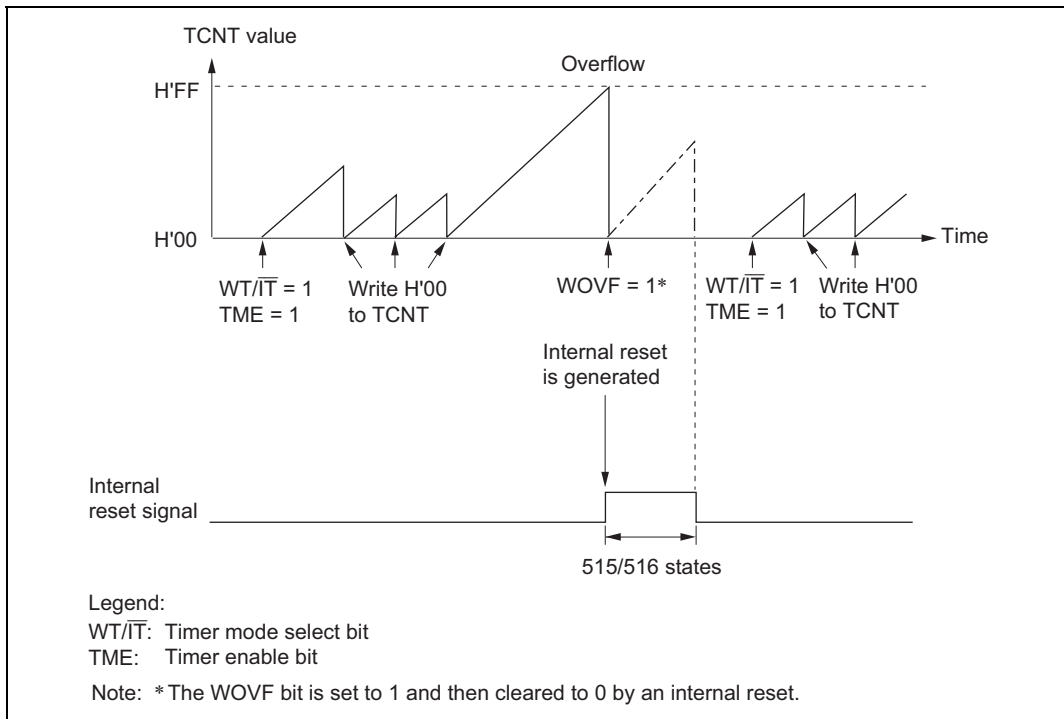 TCNT value
Overflow
H'FF
H'00
Time
WT/I̅T̅ = 1
TME = 1
Write H'00
to TCNT
WOVF = 1*
WT/I̅T̅ = 1
TME = 1
Write H'00
to TCNT
Internal reset
is generated
Internal
reset signal
515/516 states
Legend:
WT/I̅T̅: Timer mode select bit
TME: Timer enable bit
Note: * The WOVF bit is set to 1 and then cleared to 0 by an internal reset.